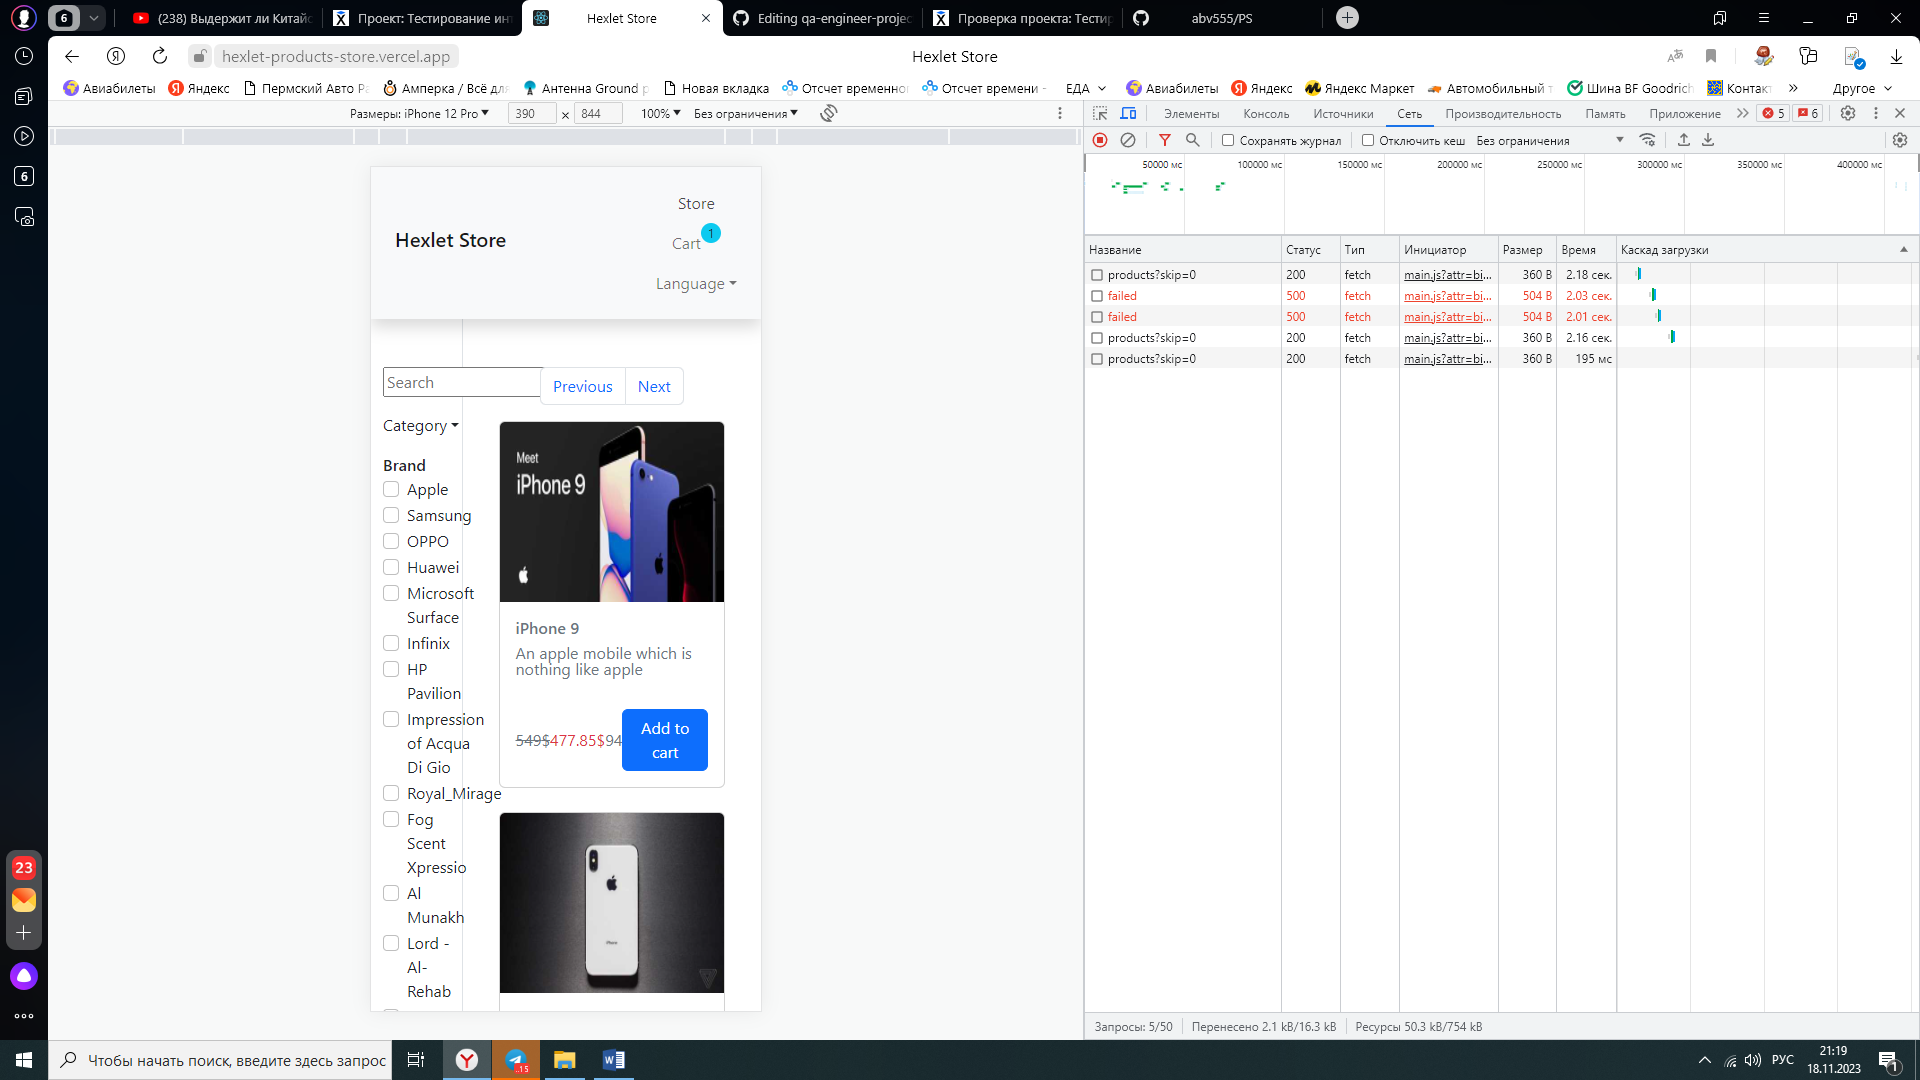 (238) Выдержит ли Китайс
Проект: Тестирование инт
Hexlet Store
Editing qa-engineer-projec
Проверка проекта: Тестир
abv555/PS
hexlet-products-store.vercel.app
Hexlet Store
Авиабилеты
Яндекс
Пермский Авто Ра
Амперка / Всё для
Антенна Ground p
Новая вкладка
Отсчет временног
Отсчет времени -
ЕДА
Авиабилеты
Яндекс
Яндекс Маркет
Автомобильный т
Шина BF Goodrich
Контакт
»
Другое
Размеры: iPhone 12 Pro
390
x
844
100%
Без ограничения
Элементы
Консоль
Источники
Сеть
Производительность
Память
Приложение
»
5
6
Сохранять журнал
Отключить кеш
Без ограничения
50000 мс
100000 мс
150000 мс
200000 мс
250000 мс
300000 мс
350000 мс
400000 мс
Название
Статус
Тип
Инициатор
Размер
Время
Каскад загрузки
products?skip=0 200 fetch main.js?attr=bi... 360 B 2.18 сек.
failed 500 fetch main.js?attr=bi... 504 B 2.03 сек.
failed 500 fetch main.js?attr=bi... 504 B 2.01 сек.
products?skip=0 200 fetch main.js?attr=bi... 360 B 2.16 сек.
products?skip=0 200 fetch main.js?attr=bi... 360 B 195 мс
Запросы: 5/50
Перенесено 2.1 kB/16.3 kB
Ресурсы 50.3 kB/754 kB
Hexlet Store
Store
Cart
1
Language
Search
Previous
Next
Category
Brand
Apple
Samsung
OPPO
Huawei
Microsoft
Surface
Infinix
HP
Pavilion
Impression
of Acqua
Di Gio
Royal_Mirage
Fog
Scent
Xpressio
Al
Munakh
Lord -
Al-
Rehab
Meet
iPhone 9
iPhone 9
An apple mobile which is
nothing like apple
549$477.85$94
Add to
cart
iPhone
6
23
Чтобы начать поиск, введите здесь запрос
..15
РУС
21:19
18.11.2023
1